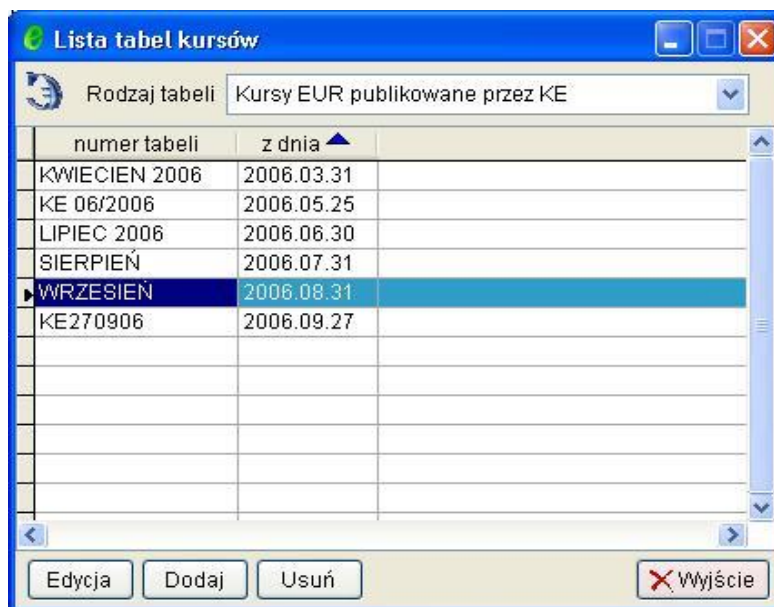 Lista tabel kursów
Rodzaj tabeli Kursy EUR publikowane przez KE
numer tabeli z dnia
KWIECIEN 2006 2006.03.31
KE 06/2006 2006.05.25
LIPIEC 2006 2006.06.30
SIERPIEŃ 2006.07.31
WRZESIEŃ 2006.08.31
KE270906 2006.09.27
Edycja Dodaj Usuń Wyjście